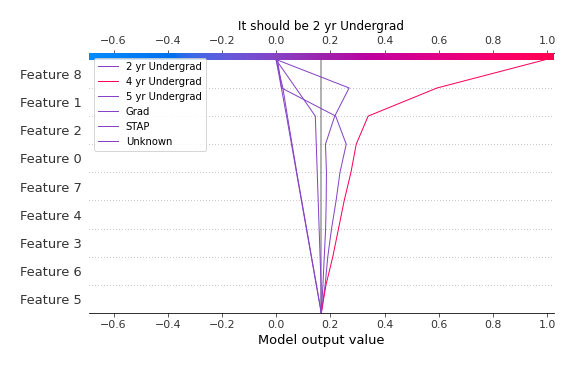 It should be 2 yr Undergrad
−0.6 −0.4 −0.2 0.0 0.2 0.4 0.6 0.8 1.0
2 yr Undergrad
4 yr Undergrad
5 yr Undergrad
Grad
STAP
Unknown
Feature 8
Feature 1
Feature 2
Feature 0
Feature 7
Feature 4
Feature 3
Feature 6
Feature 5
−0.6 −0.4 −0.2 0.0 0.2 0.4 0.6 0.8 1.0
Model output value